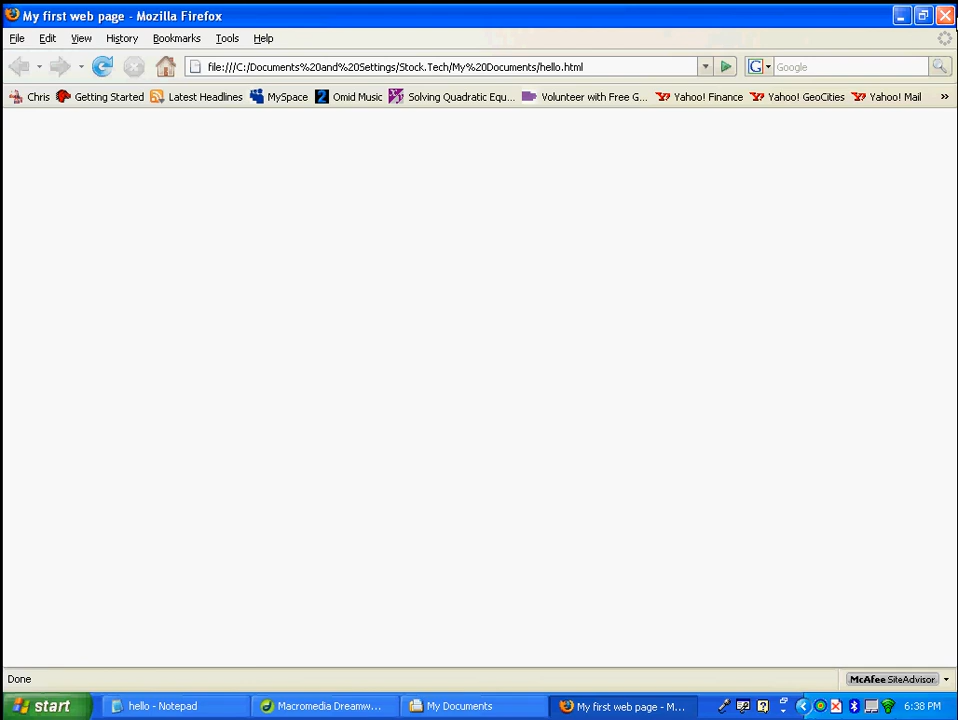 My first web page - Mozilla Firefox
File Edit View History Bookmarks Tools Help
file:///C:/Documents%20and%20Settings/Stock.Tech/My%20Documents/hello.html G Google
Chris Getting Started Latest Headlines MySpace 2 Omid Music Solving Quadratic Equ... Volunteer with Free G... Yahoo! Finance Yahoo! GeoCities Yahoo! Mail »
Done McAfee SiteAdvisor
start hello - Notepad Macromedia Dreamw... My Documents My first web page - M... 6:38 PM